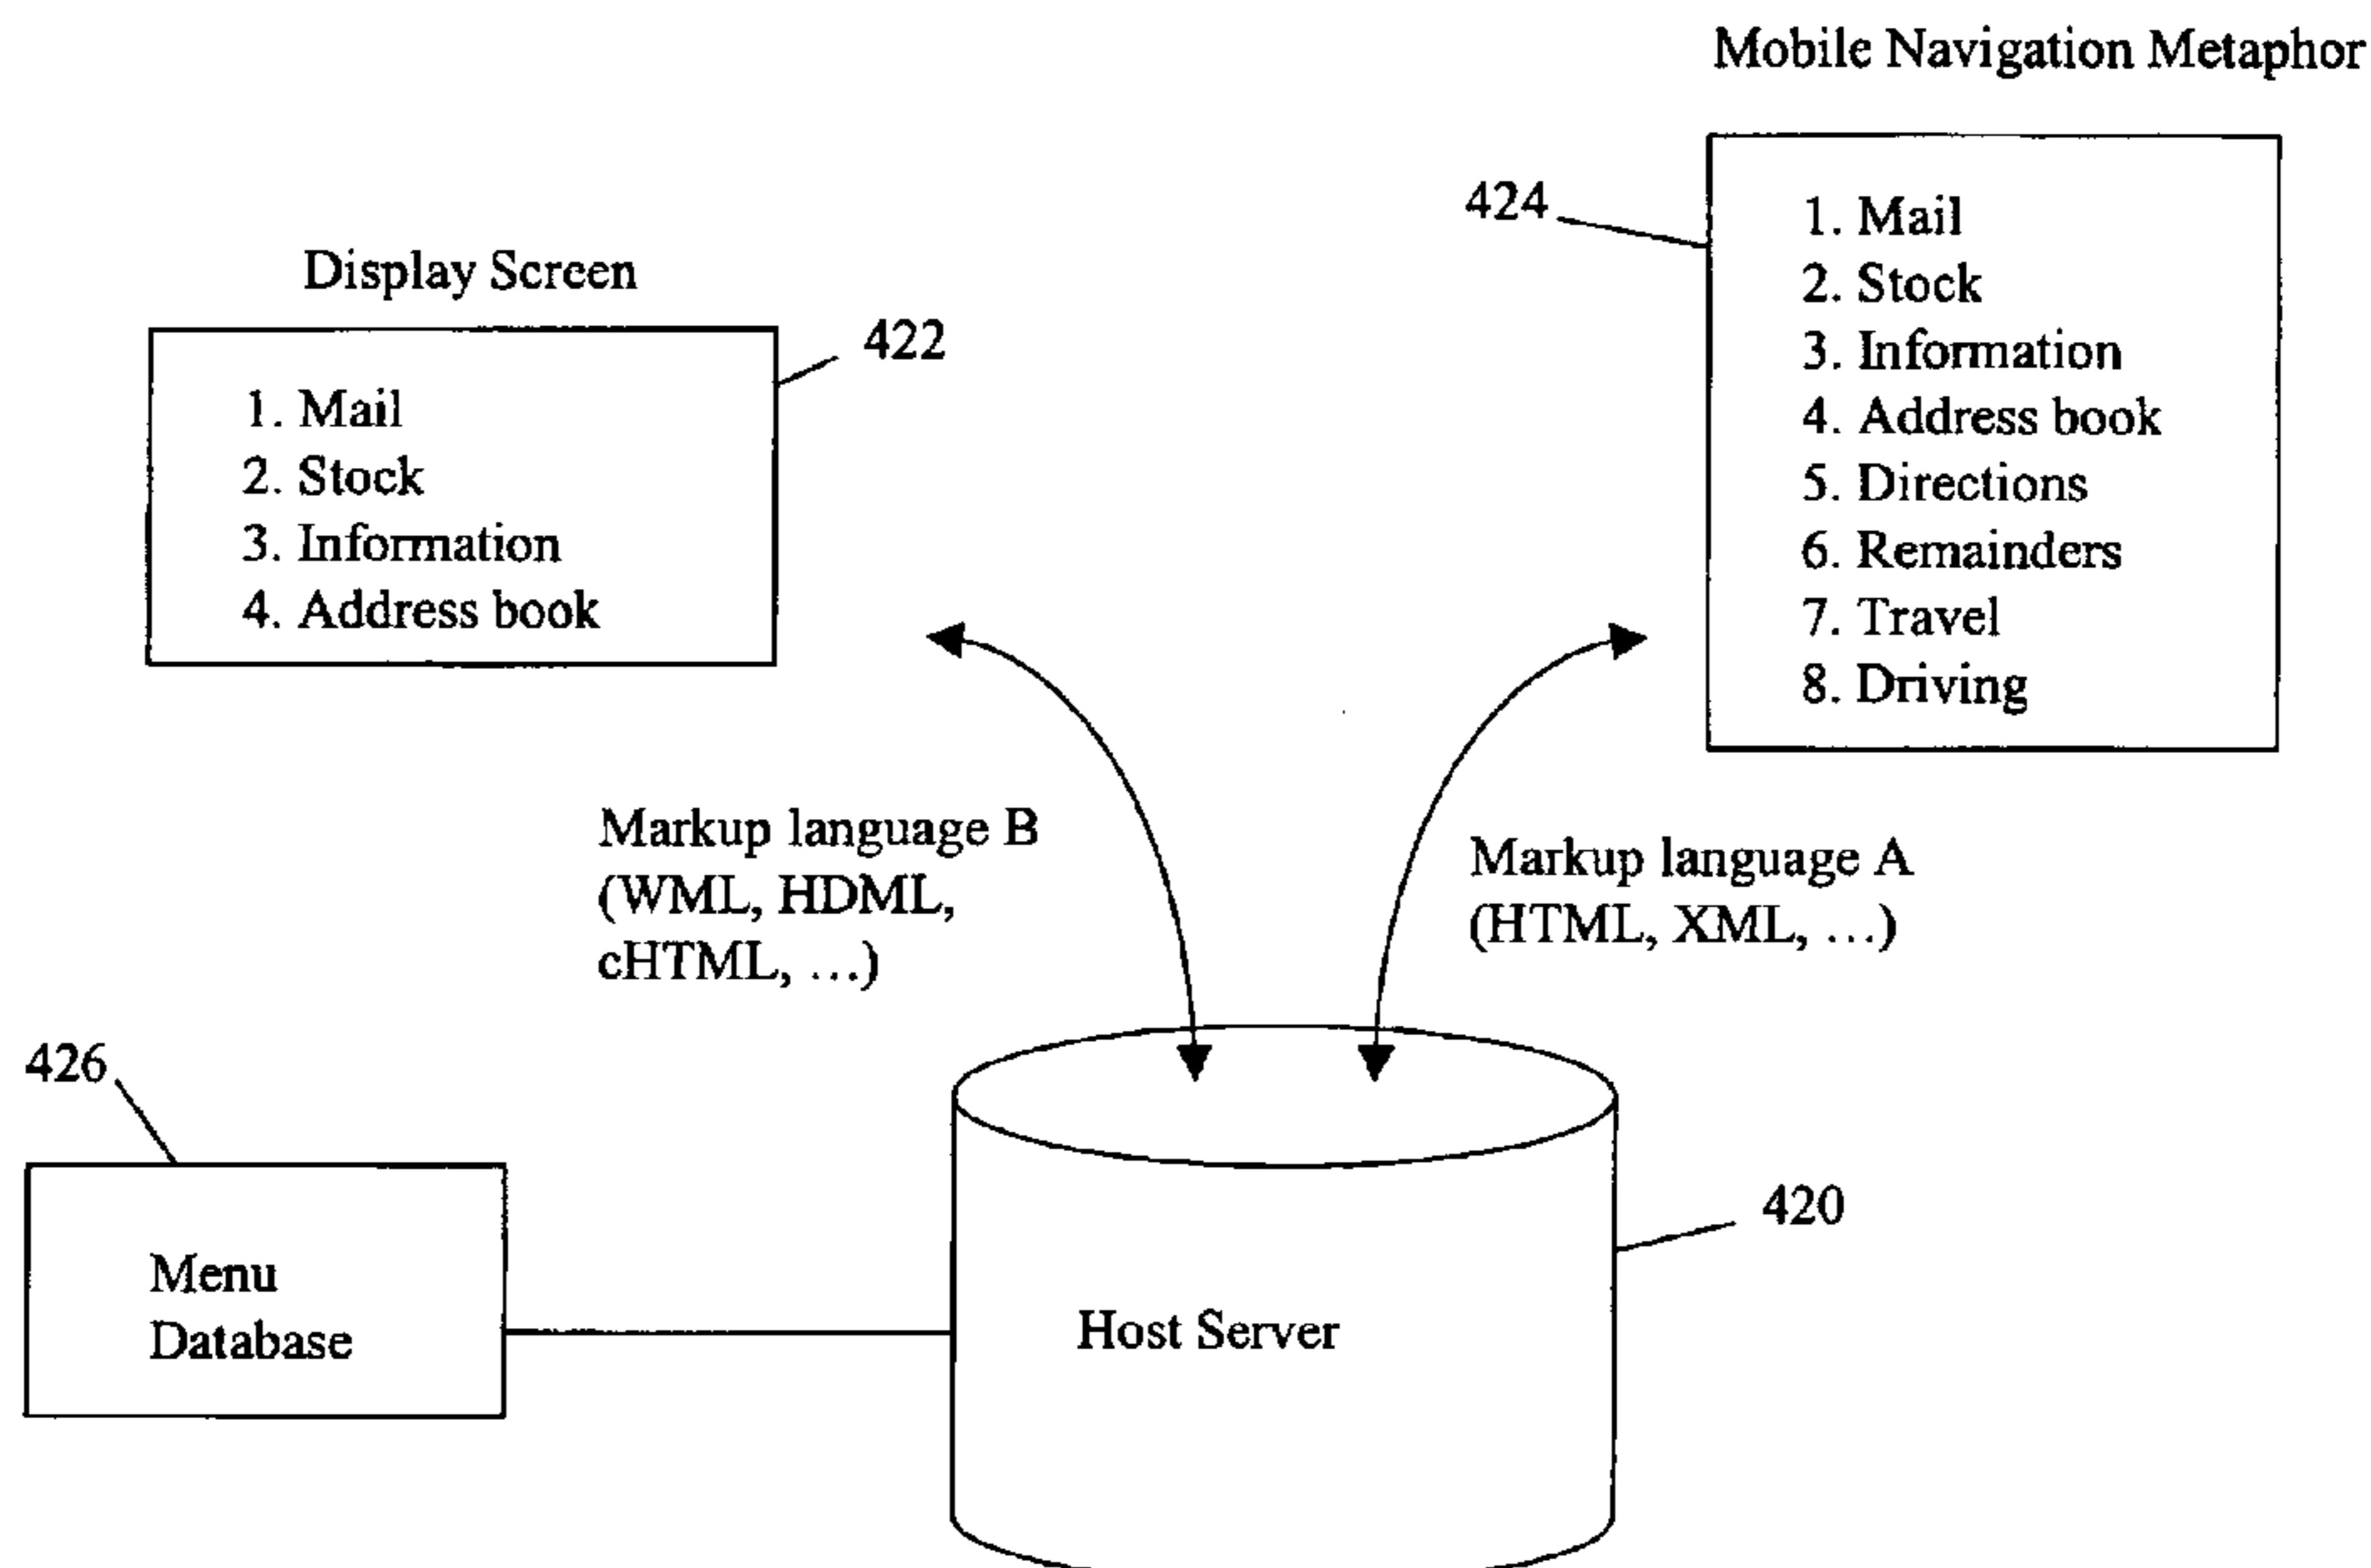 Mobile Navigation Metaphor
424
1. Mail
2. Stock
3. Information
4. Address book
5. Directions
6. Remainders
7. Travel
8. Driving
Display Screen
422
1. Mail
2. Stock
3. Information
4. Address book
Markup language B
(WML, HDML,
cHTML, ...)
Markup language A
(HTML, XML, ...)
426
Menu
Database
420
Host Server